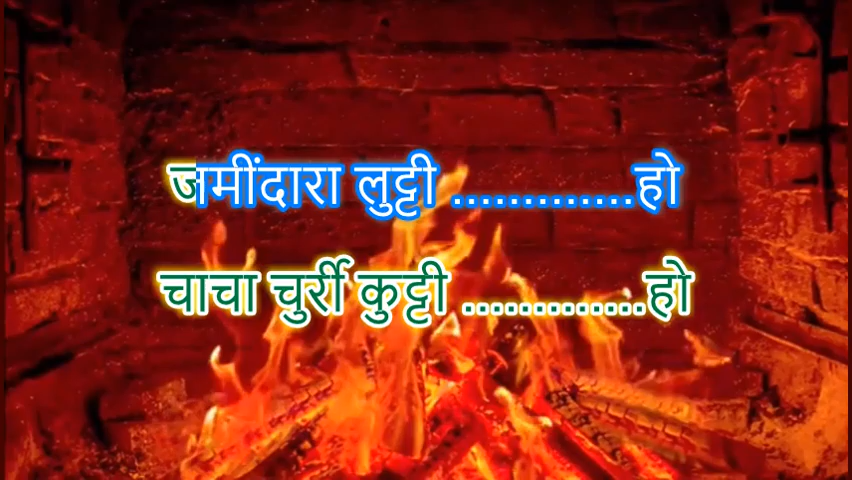 जमींदारा लुट्टी .............हो
चाचा चुर्री कुट्टी .............हो